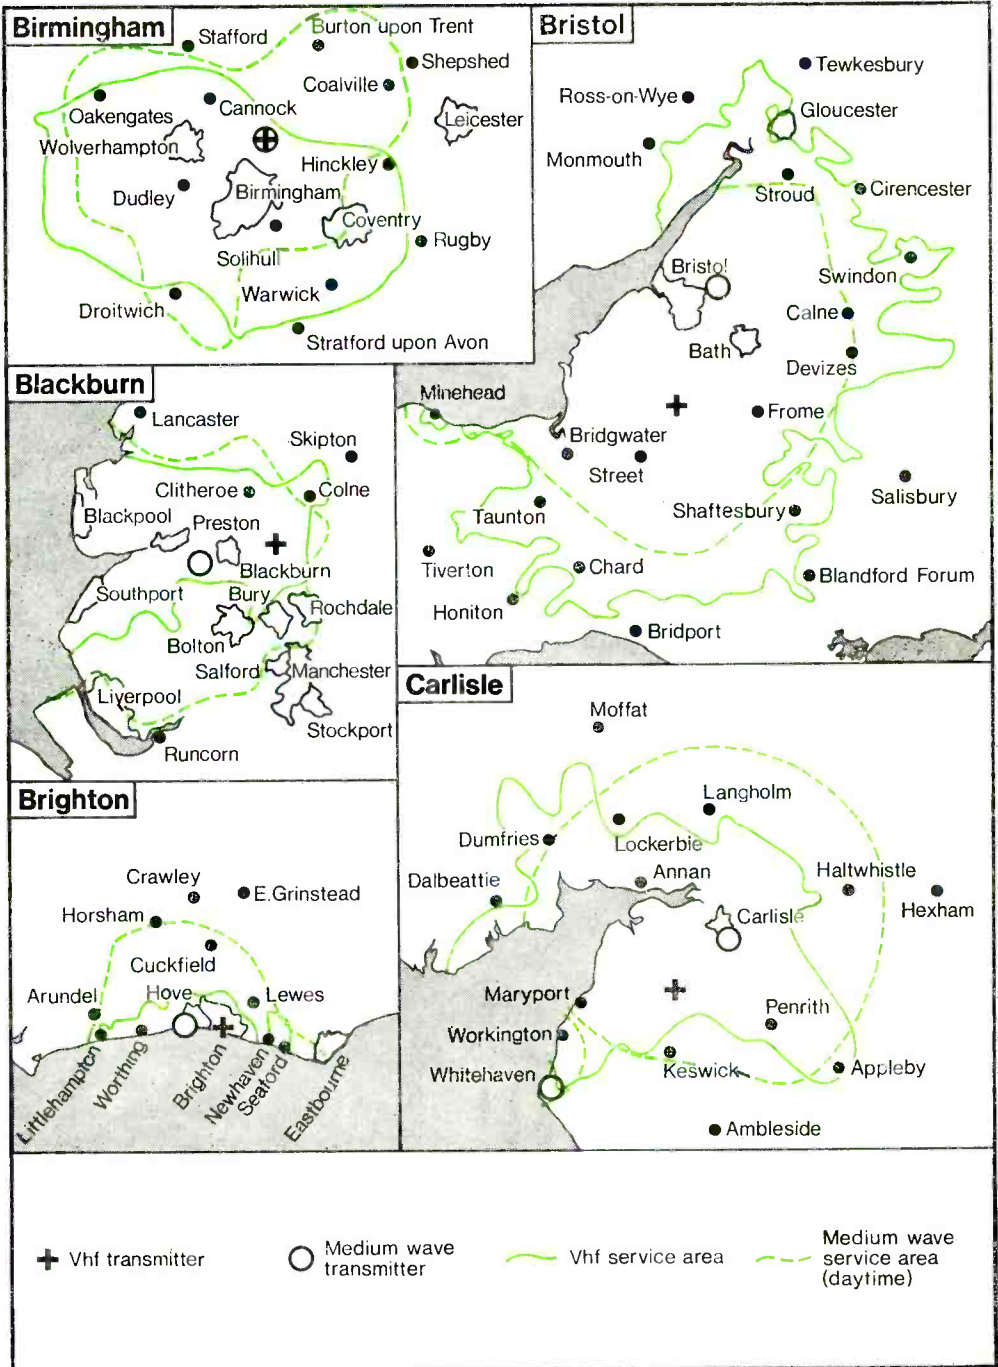 Birmingham
Stafford
Burton upon Trent
Shepshed
Coalville
Oakengates
Cannock
Leicester
Wolverhampton
Hinckley
Dudley
Birmingham
Coventry
Rugby
Solihull
Warwick
Droitwich
Stratford upon Avon
Bristol
Tewkesbury
Ross-on-Wye
Gloucester
Monmouth
Stroud
Cirencester
Bristol
Swindon
Calne
Bath
Devizes
Minehead
Frome
Bridgwater
Street
Salisbury
Taunton
Shaftesbury
Tiverton
Chard
Blandford Forum
Honiton
Bridport
Blackburn
Lancaster
Skipton
Clitheroe
Colne
Blackpool
Preston
Blackburn
Southport
Bury
Rochdale
Bolton
Salford
Manchester
Liverpool
Stockport
Runcorn
Carlisle
Moffat
Langholm
Dumfries
Lockerbie
Dalbeattie
Annan
Haltwhistle
Hexham
Carlisle
Maryport
Penrith
Workington
Whitehaven
Keswick
Appleby
Ambleside
Brighton
Crawley
E.Grinstead
Horsham
Cuckfield
Arundel
Hove
Lewes
Littlehampton
Worthing
Brighton
Newhaven
Seaford
Eastbourne
Vhf transmitter
Medium wave
transmitter
Vhf service area
Medium wave
service area
(daytime)